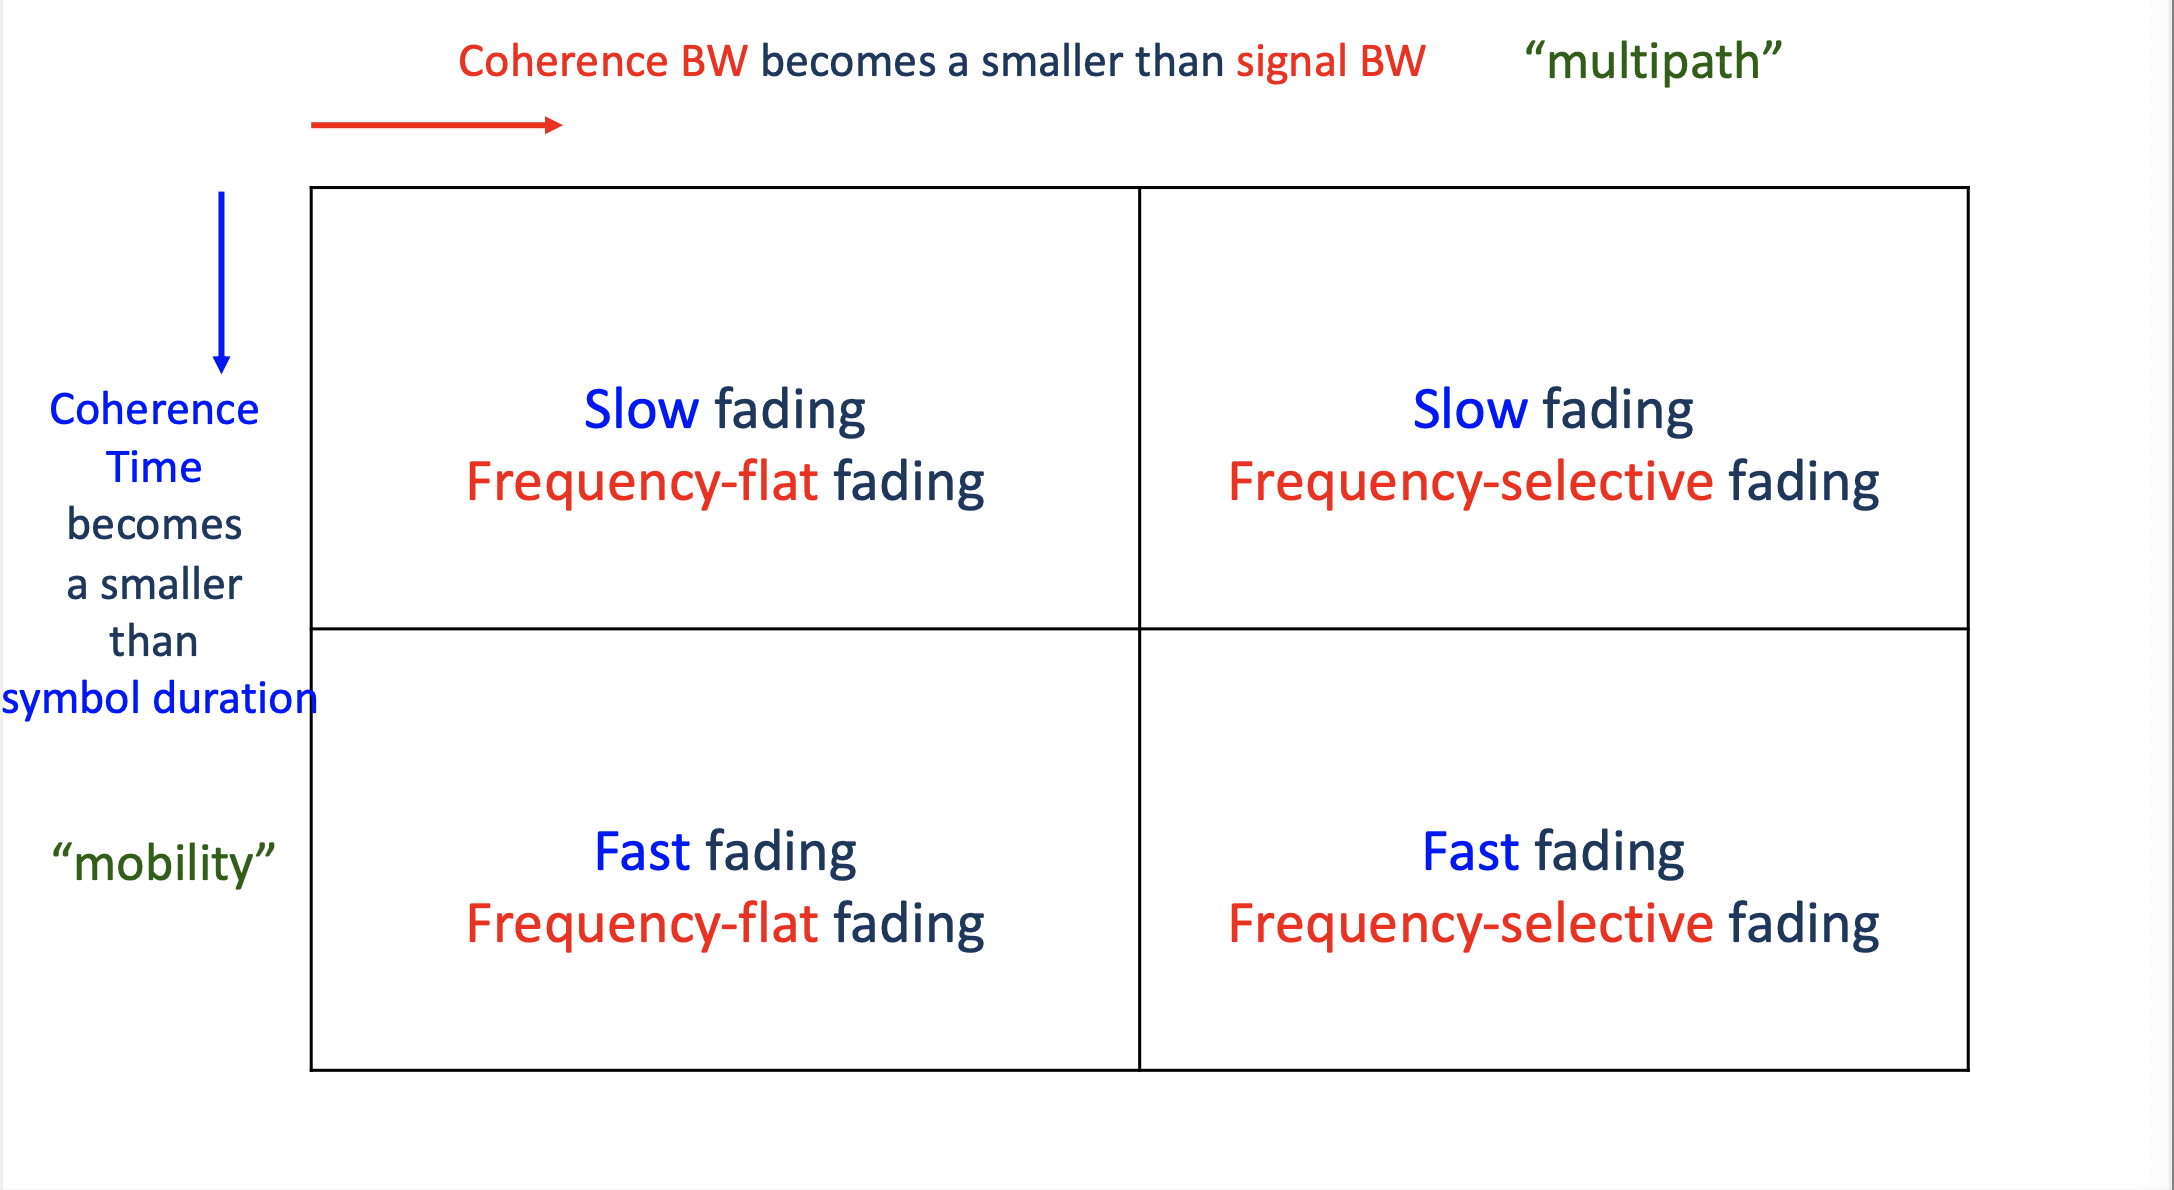 Coherence BW becomes a smaller than signal BW
“multipath”
Coherence
Time
becomes
a smaller
than
symbol duration
“mobility”
Slow fading
Frequency-flat fading
Slow fading
Frequency-selective fading
Fast fading
Frequency-flat fading
Fast fading
Frequency-selective fading